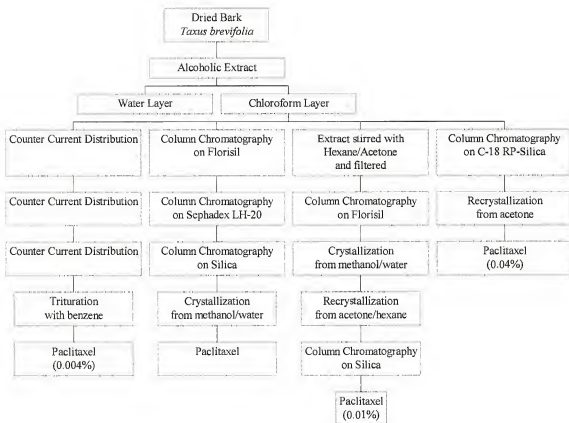 Dried Bark
Taxus brevifolia
Alcoholic Extract
Water Layer
Chloroform Layer
Counter Current Distribution
Counter Current Distribution
Counter Current Distribution
Trituration
with benzene
Paclitaxel
(0.004%)
Column Chromatography
on Florisil
Column Chromatography
on Sephadex LH-20
Column Chromatography
on Silica
Crystallization
from methanol/water
Paclitaxel
Extract stirred with
Hexane/Acetone
and filtered
Column Chromatography
on Florisil
Crystallization
from methanol/water
Recrystallization
from acetone/hexane
Column Chromatography
on Silica
Paclitaxel
(0.01%)
Column Chromatography
on C-18 RP-Silica
Recrystallization
from acetone
Paclitaxel
(0.04%)